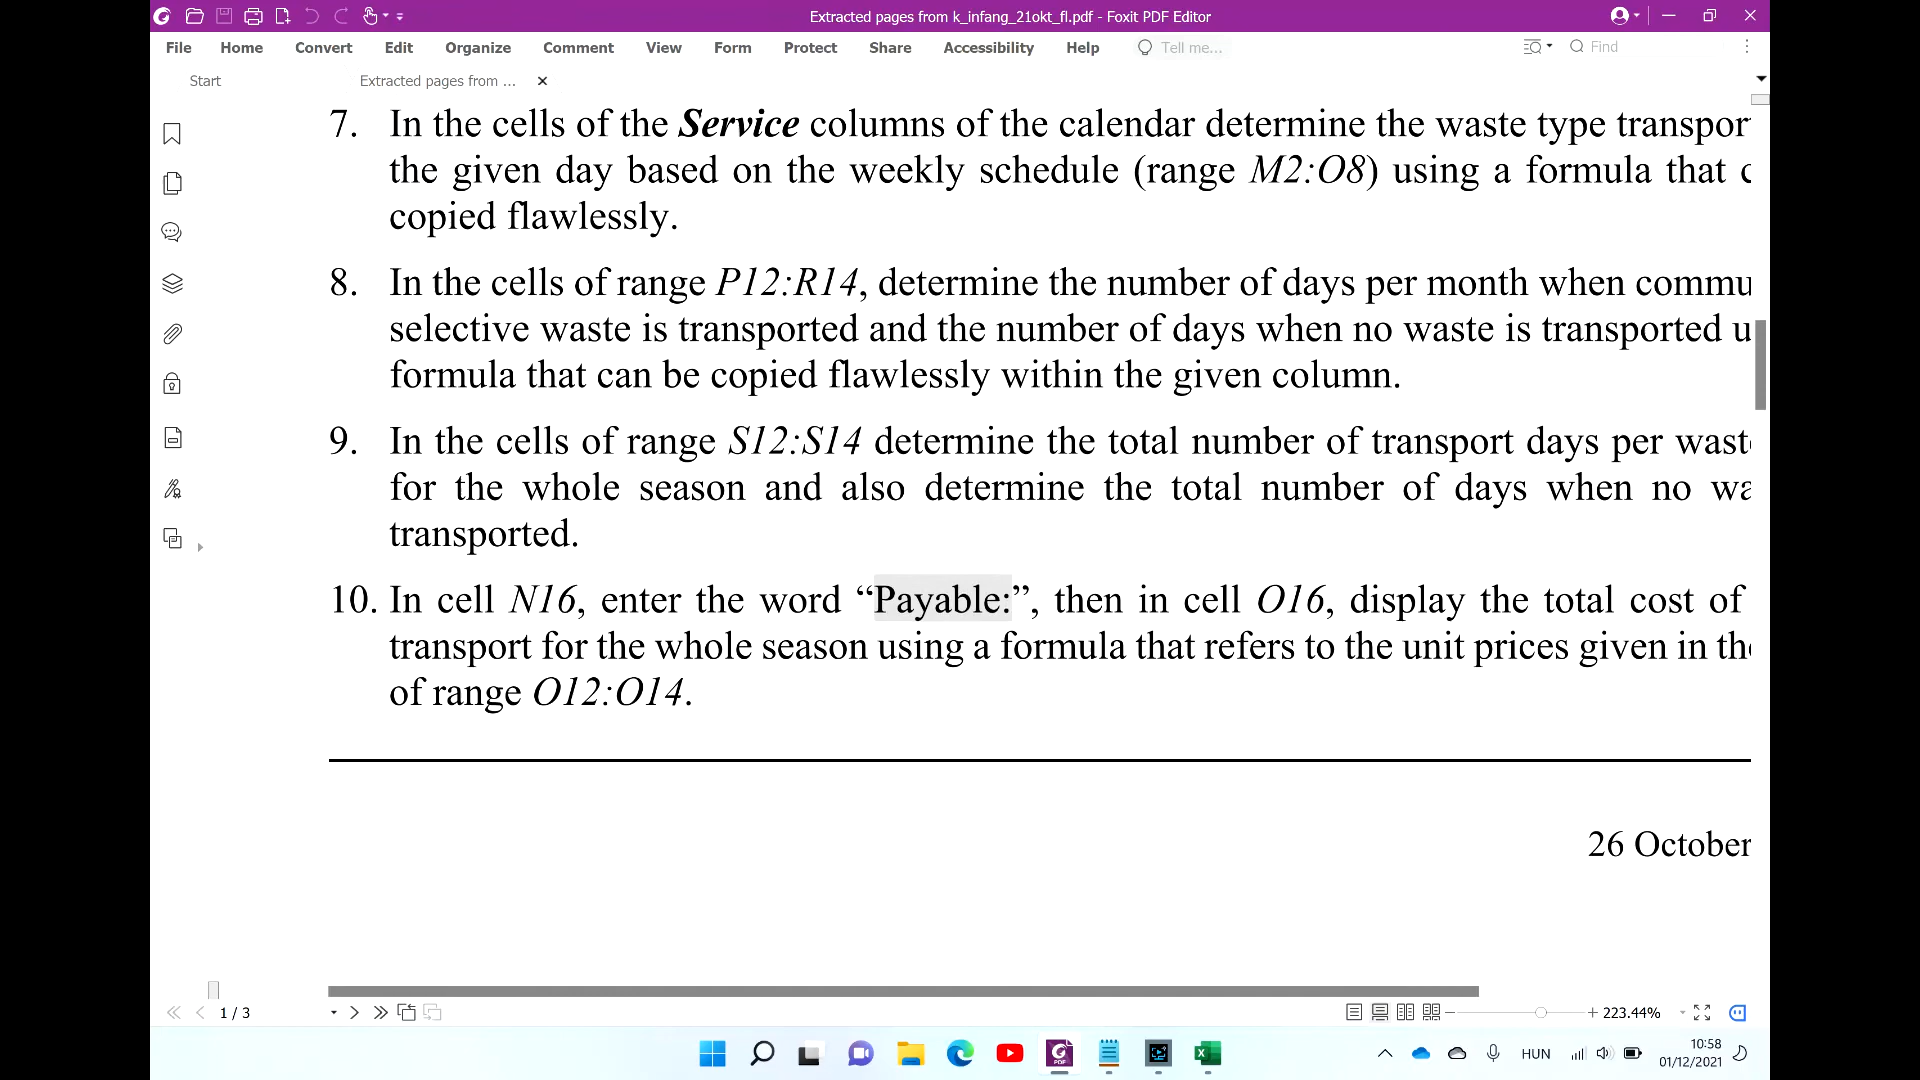 Extracted pages from k_infang_21okt_fl.pdf - Foxit PDF Editor
File Home Convert Edit Organize Comment View Form Protect Share Accessibility Help Tell me... Find
Start Extracted pages from ...
7. In the cells of the Service columns of the calendar determine the waste type transpor
the given day based on the weekly schedule (range M2:O8) using a formula that c
copied flawlessly.
8. In the cells of range P12:R14, determine the number of days per month when commu
selective waste is transported and the number of days when no waste is transported u
formula that can be copied flawlessly within the given column.
9. In the cells of range S12:S14 determine the total number of transport days per wast
for the whole season and also determine the total number of days when no wa
transported.
10. In cell N16, enter the word “Payable:”, then in cell O16, display the total cost of
transport for the whole season using a formula that refers to the unit prices given in the
of range O12:O14.
26 October
1 / 3 223.44%
HUN 10:58
01/12/2021